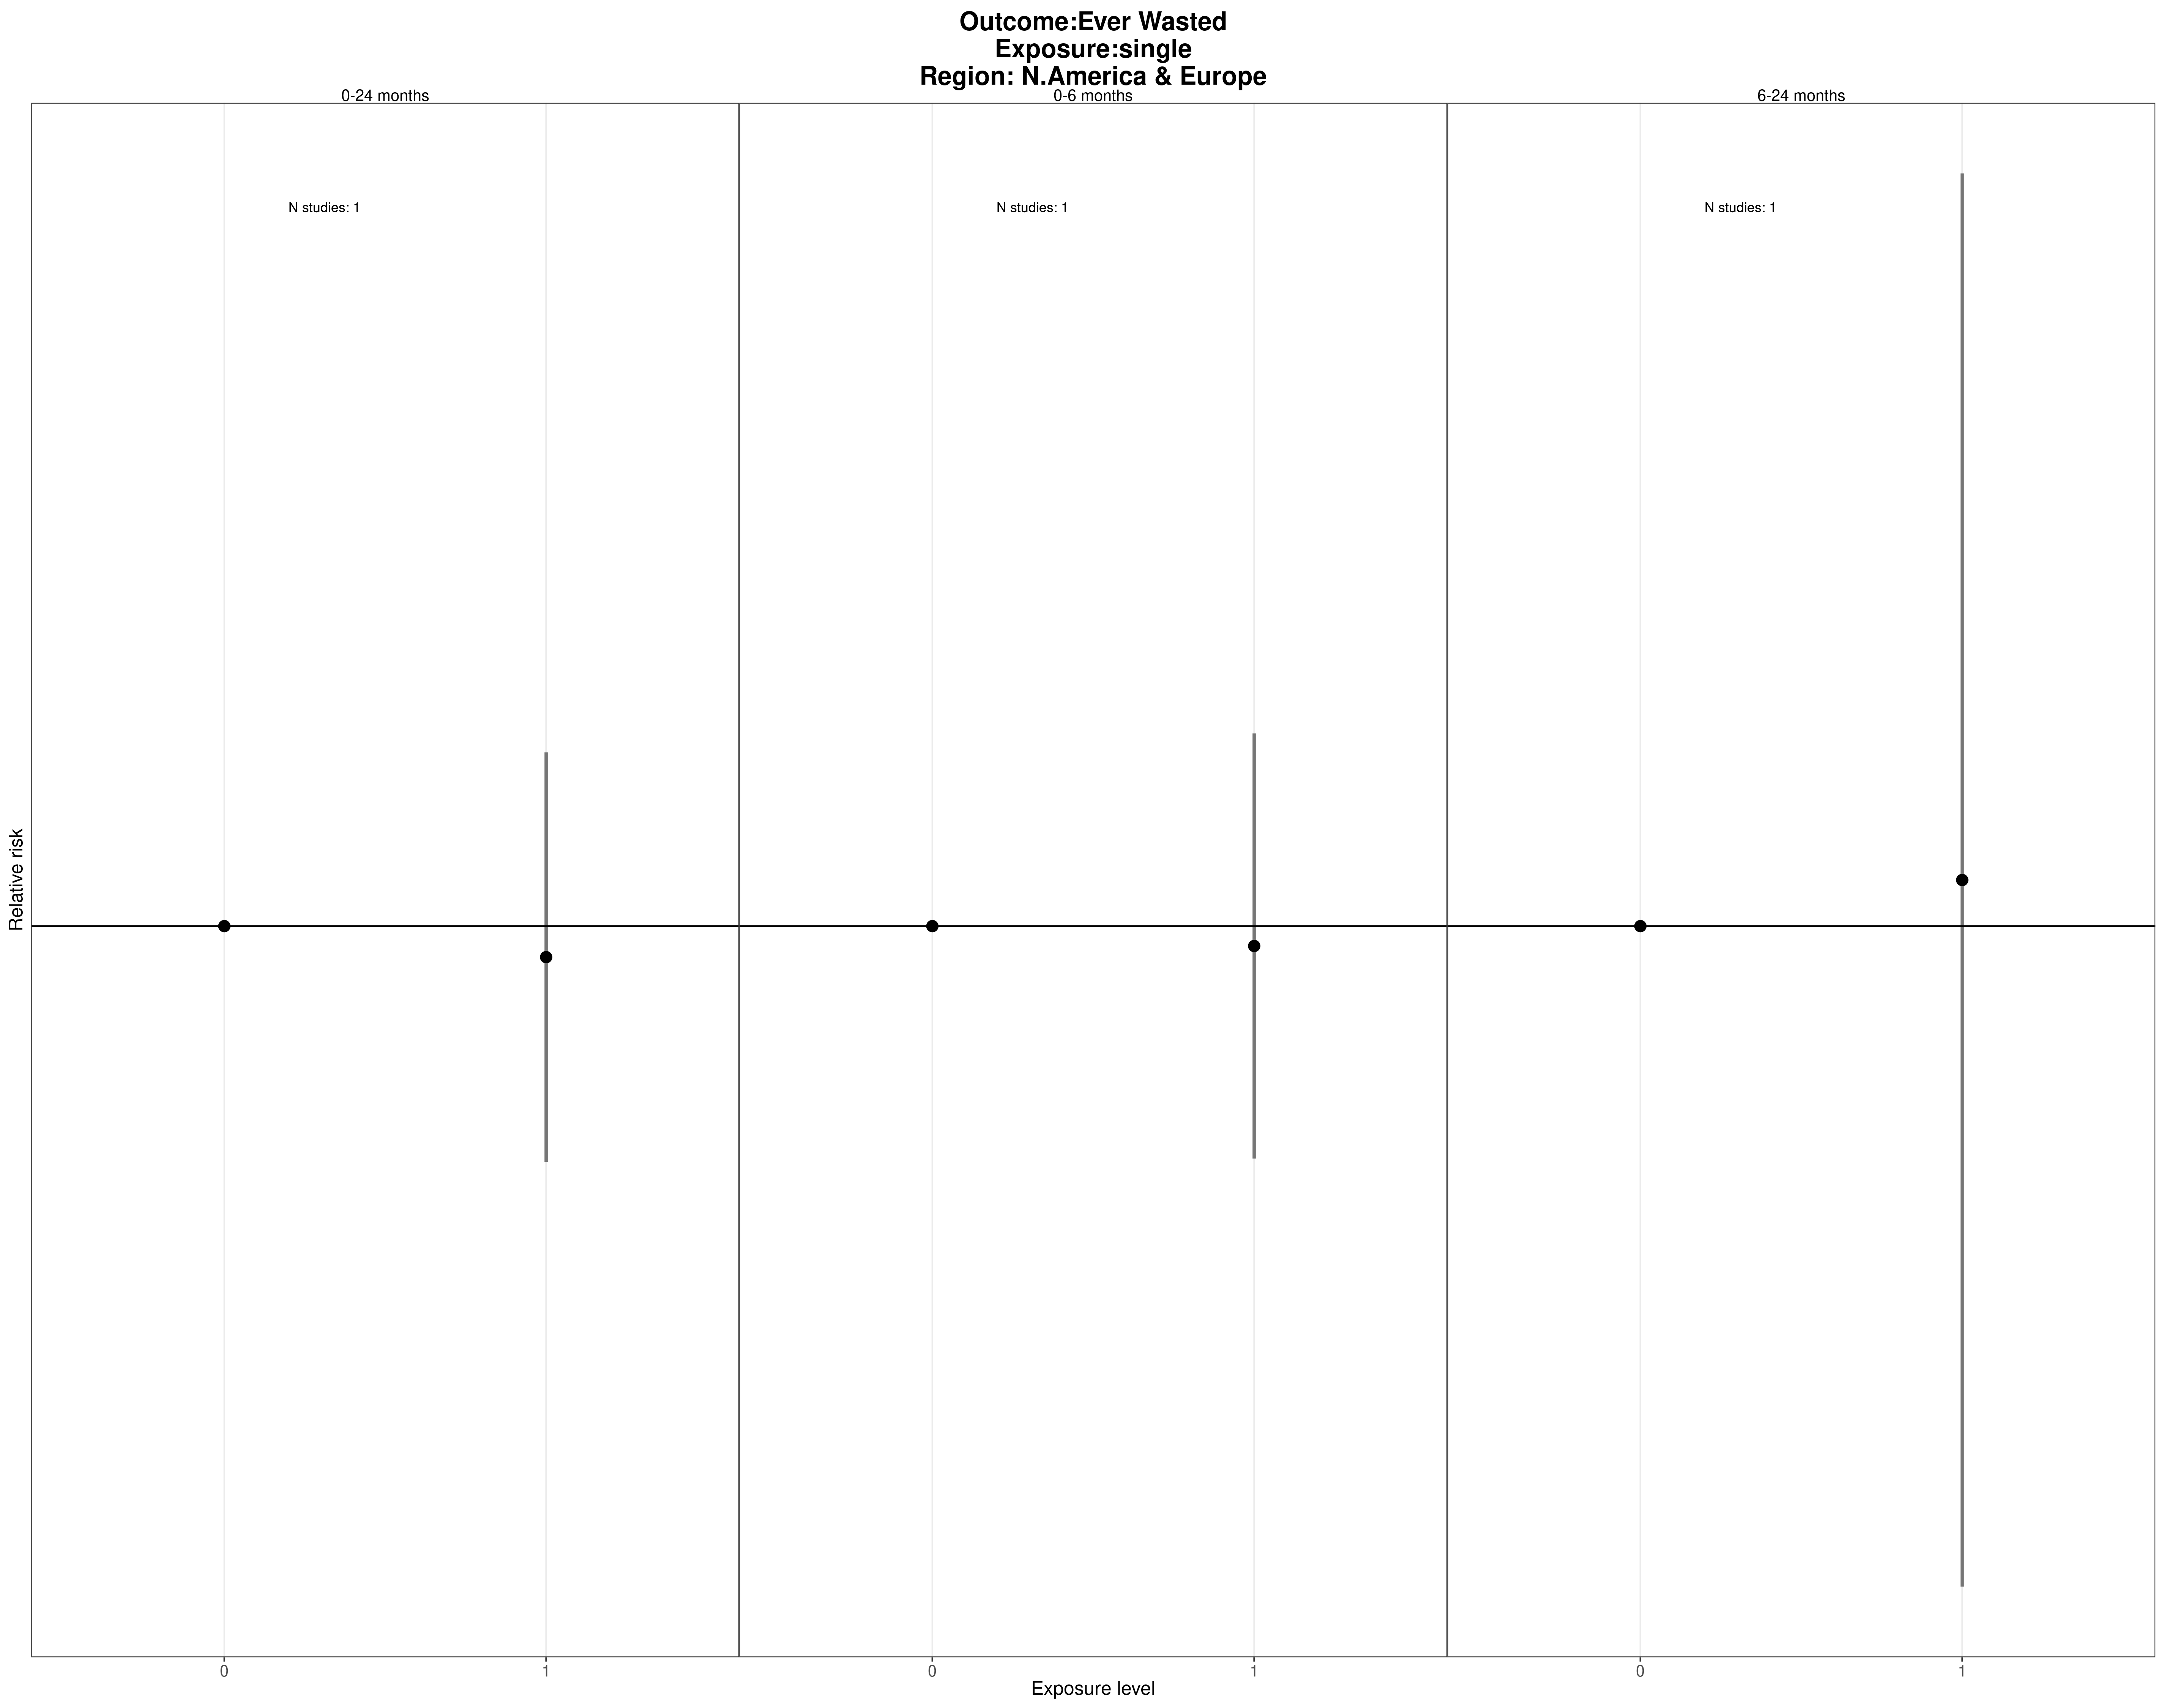 Outcome:Ever Wasted
Exposure:single
Region: N.America & Europe
0-24 months
0-6 months
6-24 months
N studies: 1
N studies: 1
N studies: 1
Relative risk
0
1
0
1
0
1
Exposure level